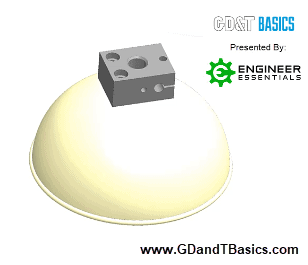 GD&T BASICS
Presented By:
ENGINEER
ESSENTIALS
www.GDandTBasics.com